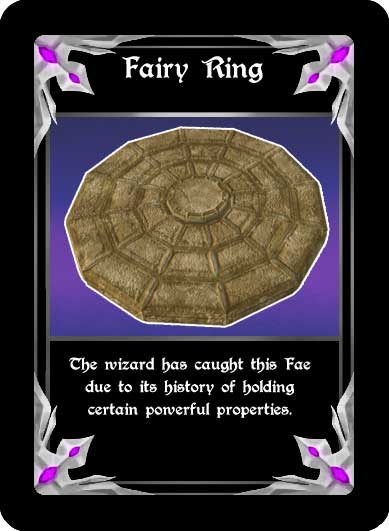 Fairy Ring
The wizard has caught this Fae
due to its history of holding
certain powerful properties.